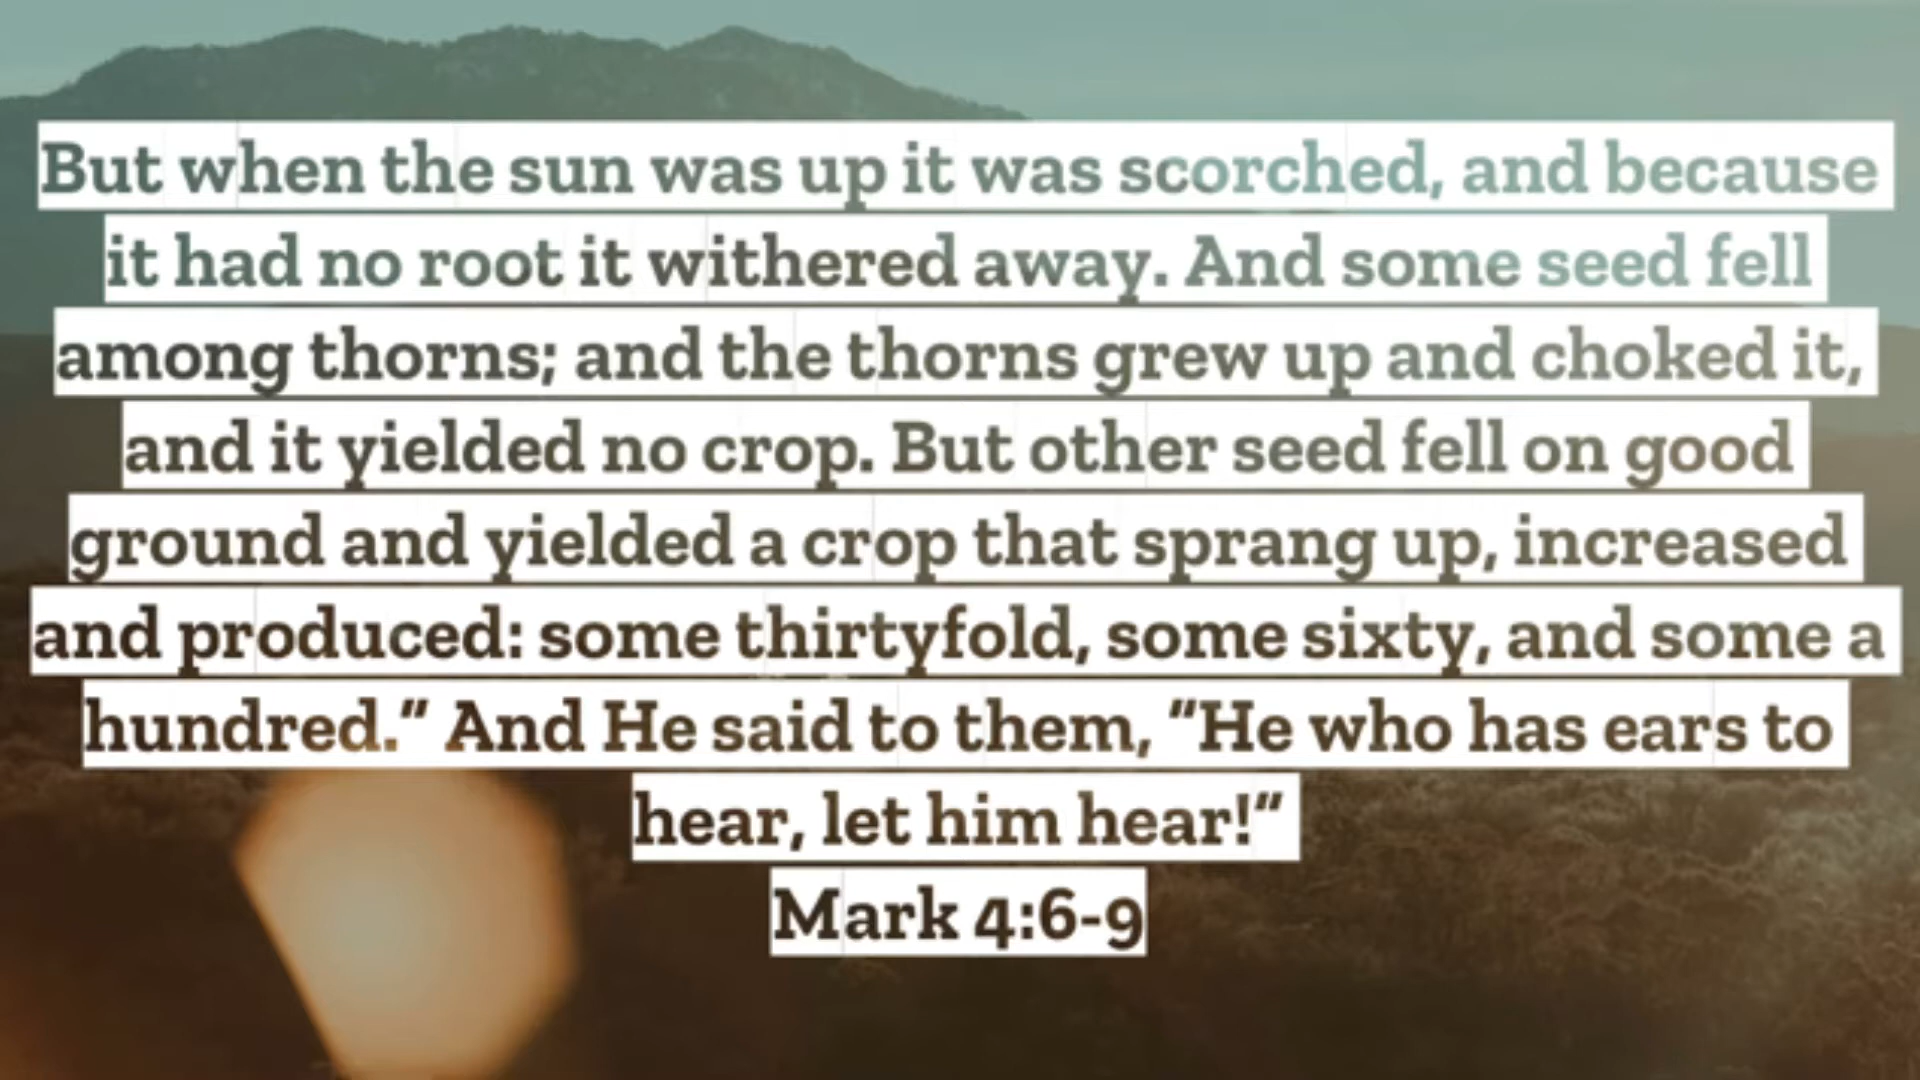 But when the sun was up it was scorched, and because
it had no root it withered away. And some seed fell
among thorns; and the thorns grew up and choked it,
and it yielded no crop. But other seed fell on good
ground and yielded a crop that sprang up, increased
and produced: some thirtyfold, some sixty, and some a
hundred.” And He said to them, “He who has ears to
hear, let him hear!”
Mark 4:6-9